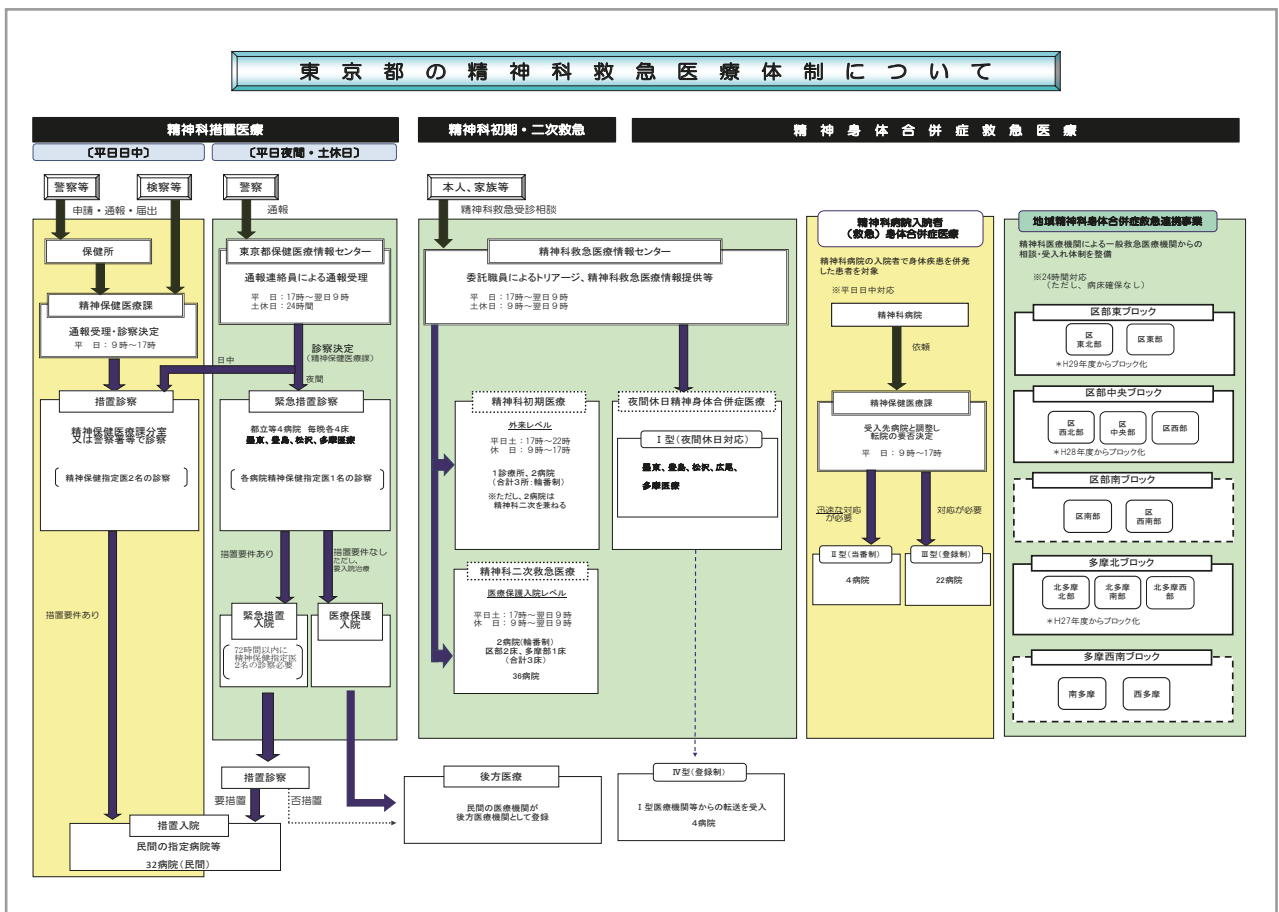 東京都の精神科救急医療体制について
精神科措置医療
〔平日日中〕
〔平日夜間・土休日〕
警察等
検察等
申請・通報・届出
保健所
精神保健医療課
通報受理・診察決定
平　日：9時～17時
日中
措置診察
精神保健医療課分室
又は警察署等で診察
精神保健指定医2名の診察
措置要件あり
警察
通報
東京都保健医療情報センター
通報連絡員による通報受理
平　日：17時～翌日9時
土休日：24時間
診察決定
(精神保健医療課)
夜間
緊急措置診察
都立等4病院　毎晩各4床
墨東、豊島、松沢、多摩医療
各病院精神保健指定医1名の診察
措置要件あり
措置要件なし
ただし、
要入院治療
緊急措置
入院
72時間以内に
精神保健指定医
2名の診察必要
医療保護
入院
措置診察
要措置
否措置
措置入院
民間の指定病院等
32病院(民間)
精神科初期・二次救急
本人、家族等
精神科救急受診相談
精神科救急医療情報センター
委託職員によるトリアージ、精神科救急医療情報提供等
平　日：17時～翌日9時
土休日：9時～翌日9時
精神科初期医療
外来レベル
平日土：17時～22時
休　日：9時～17時
1診療所、2病院
(合計3所：輪番制)
※ただし、2病院は
精神科二次を兼ねる
精神科二次救急医療
医療保護入院レベル
平日土：17時～翌日9時
休　日：9時～翌日9時
2病院(輪番制)
区部2床、多摩部1床
(合計3床)
36病院
後方医療
民間の医療機関が
後方医療機関として登録
精神身体合併症救急医療
夜間休日精神身体合併症医療
Ⅰ型(夜間休日対応)
墨東、豊島、松沢、広尾、
多摩医療
Ⅳ型(登録制)
Ⅰ型医療機関等からの転送を受入
4病院
精神科病院入院者
(救急)身体合併症医療
精神科病院の入院者で身体疾患を併発
した患者を対象
※平日日中対応
精神科病院
依頼
精神保健医療課
受入先病院と調整し
転院の要否決定
平　日：9時～17時
迅速な対応
が必要
対応が必要
Ⅱ型(当番制)
4病院
Ⅲ型(登録制)
22病院
地域精神科身体合併症救急連携事業
精神科医療機関による一般救急医療機関からの
相談・受入れ体制を整備
※24時間対応
(ただし、病床確保なし)
区部東ブロック
区
東北部
区東部
＊H29年度からブロック化
区部中央ブロック
区
西北部
区
中央部
区西部
＊H28年度からブロック化
区部南ブロック
区南部
区
西南部
多摩北ブロック
北多摩
北部
北多摩
南部
北多摩西
部
＊H27年度からブロック化
多摩西南ブロック
南多摩
西多摩